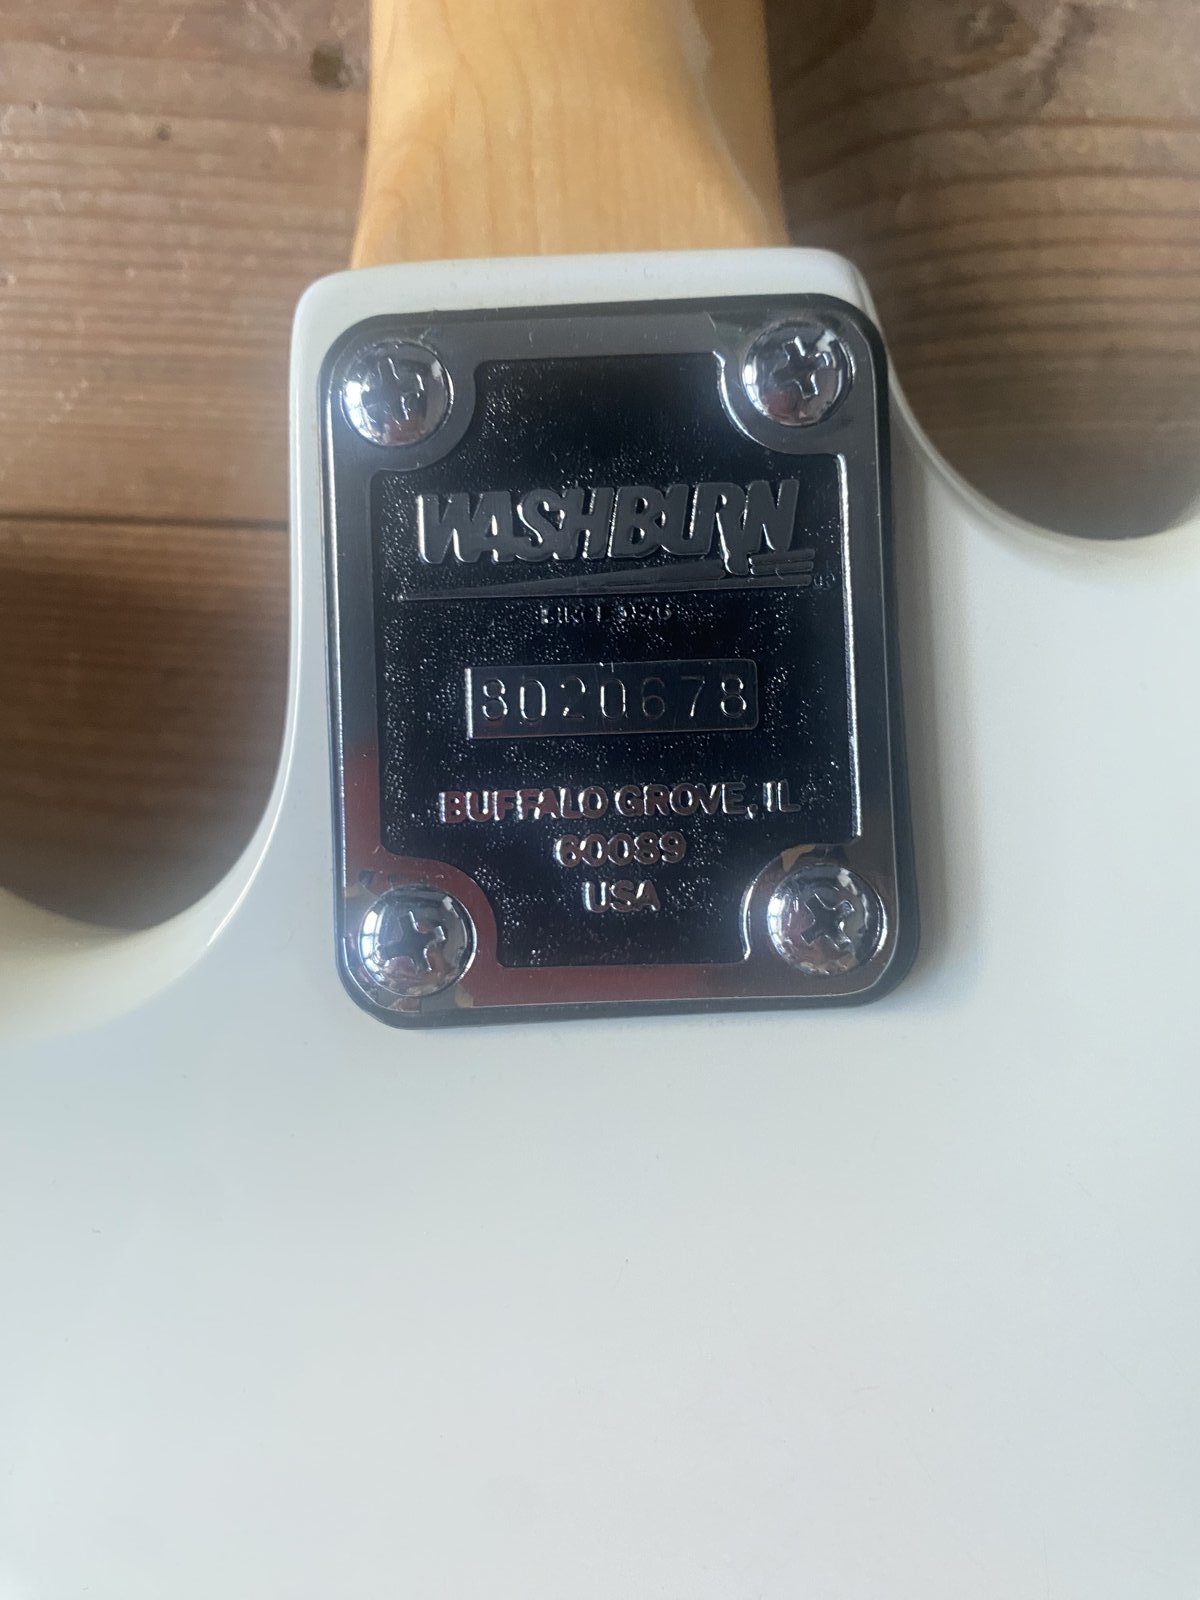 WASHBURN
8020678
BUFFALO GROVE, IL
60089
USA